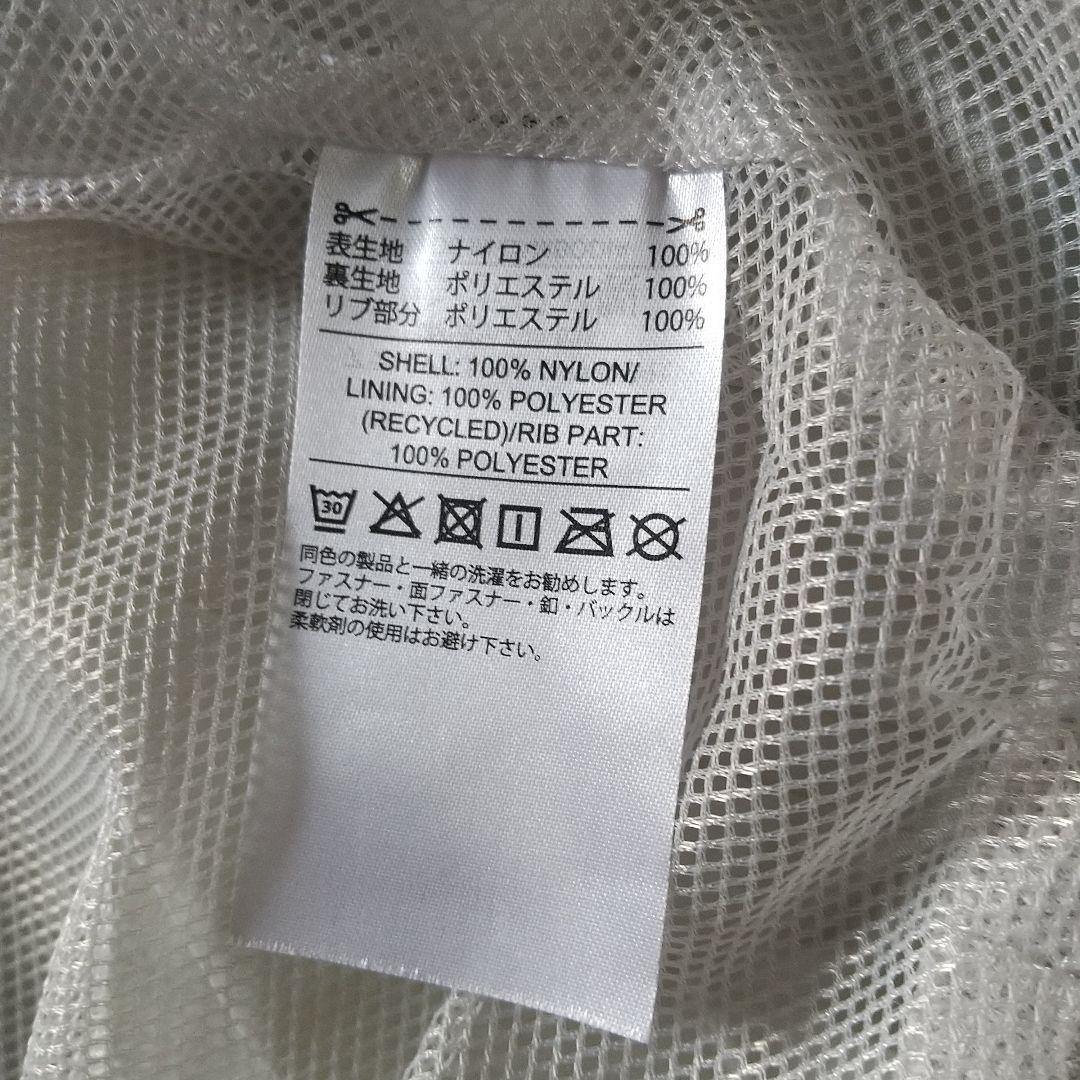 表生地 ナイロン 100%
裏生地 ポリエステル 100%
リブ部分 ポリエステル 100%
SHELL: 100% NYLON/
LINING: 100% POLYESTER
(RECYCLED)/RIB PART:
100% POLYESTER
30
同色の製品と一緒の洗濯をお勧めします。
ファスナー・面ファスナー・釦・バックルは
閉じてお洗い下さい。
柔軟剤の使用はお避け下さい。